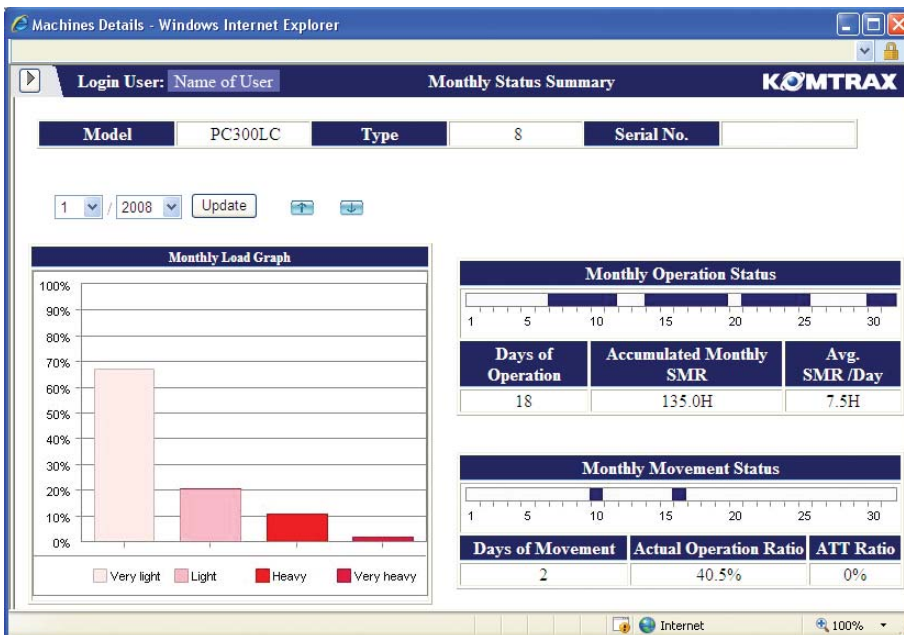 Machines Details - Windows Internet Explorer
Login User: Name of User Monthly Status Summary KOMTRAX
Model PC300LC Type 8 Serial No.
1 / 2008 Update
Monthly Load Graph
100%
90%
80%
70%
60%
50%
40%
30%
20%
10%
0%
Very light Light Heavy Very heavy
Monthly Operation Status
1 5 10 15 20 25 30
Days of Operation Accumulated Monthly SMR Avg. SMR /Day
18 135.0H 7.5H
Monthly Movement Status
1 5 10 15 20 25 30
Days of Movement Actual Operation Ratio ATT Ratio
2 40.5% 0%
Internet 100%